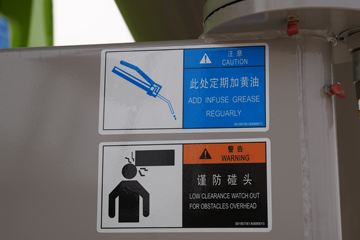 注意
CAUTION
此处定期加黄油
ADD INFUSE GREASE
REGUARLY
警告
WARNING
谨防碰头
LOW CLEARANCE WATCH OUT
FOR OBSTACLES OVERHEAD